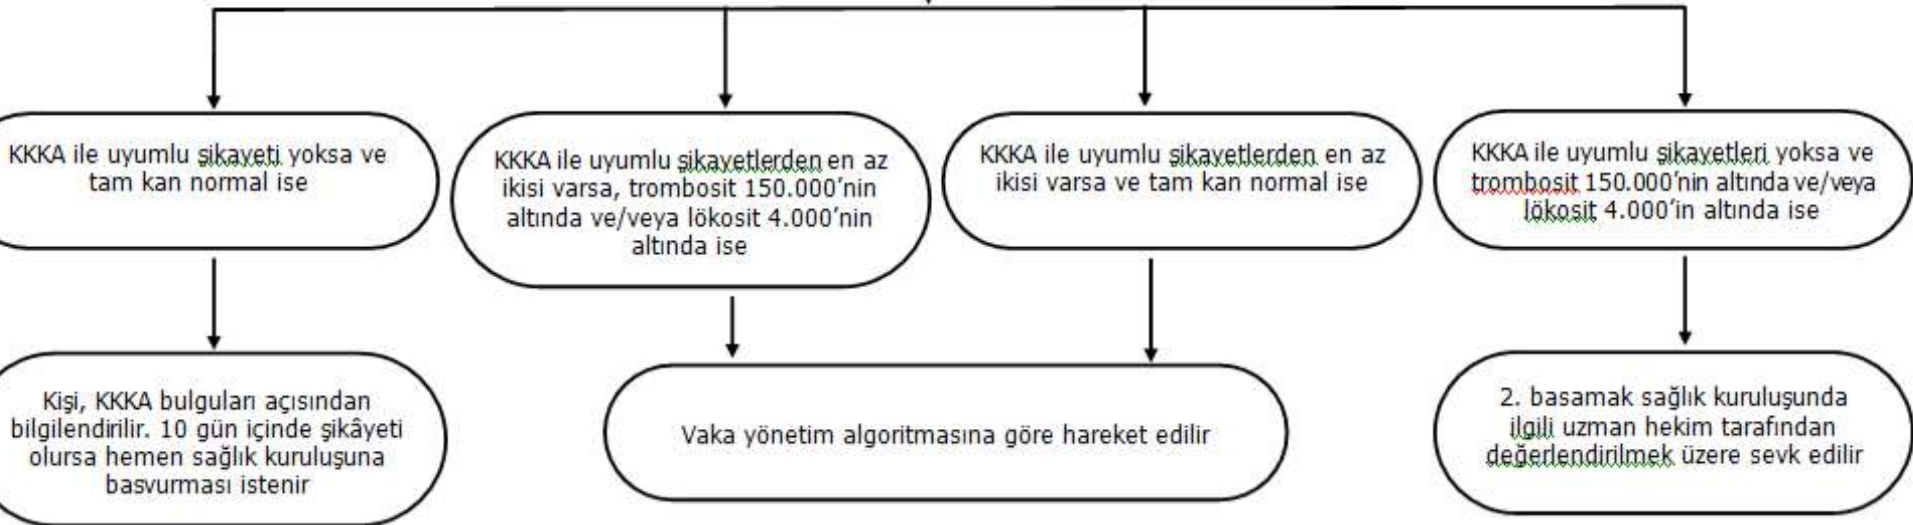 KKKA ile uyumlu şikayeti yoksa ve
tam kan normal ise
KKKA ile uyumlu şikayetlerden en az
ikisi varsa, trombosit 150.000’nin
altında ve/veya lökosit 4.000’nin
altında ise
KKKA ile uyumlu şikayetlerden en az
ikisi varsa ve tam kan normal ise
KKKA ile uyumlu şikayetleri yoksa ve
trombosit 150.000’nin altında ve/veya
lökosit 4.000’in altında ise
Kişi, KKKA bulguları açısından
bilgilendirilir. 10 gün içinde şikâyeti
olursa hemen sağlık kuruluşuna
basvurması istenir
Vaka yönetim algoritmasına göre hareket edilir
2. basamak sağlık kuruluşunda
ilgili uzman hekim tarafından
değerlendirilmek üzere sevk edilir